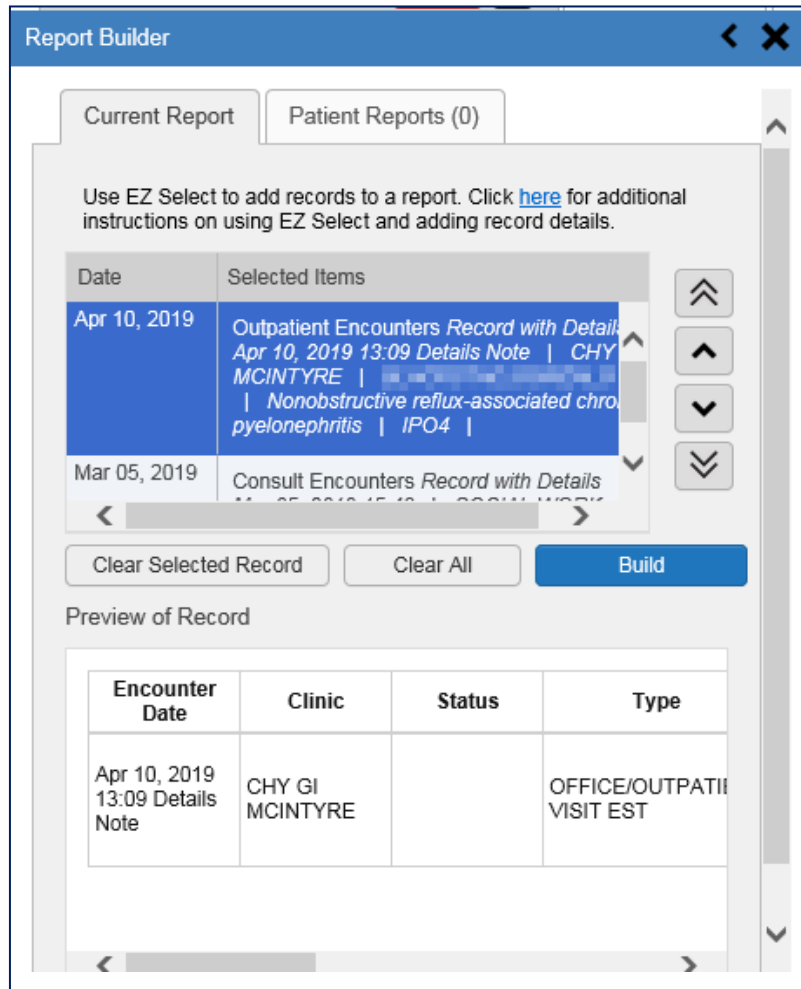 Report Builder
Current Report
Patient Reports (0)
Use EZ Select to add records to a report. Click here for additional
instructions on using EZ Select and adding record details.
Date
Selected Items
Apr 10, 2019
Outpatient Encounters Record with Detail
Apr 10, 2019 13:09 Details Note | CHY
MCINTYRE |
| Nonobstructive reflux-associated chro
pyelonephritis | IPO4 |
Mar 05, 2019
Consult Encounters Record with Details
Clear Selected Record
Clear All
Build
Preview of Record
Encounter
Date
Clinic
Status
Type
Apr 10, 2019
13:09 Details
Note
CHY GI
MCINTYRE
OFFICE/OUTPATIE
VISIT EST